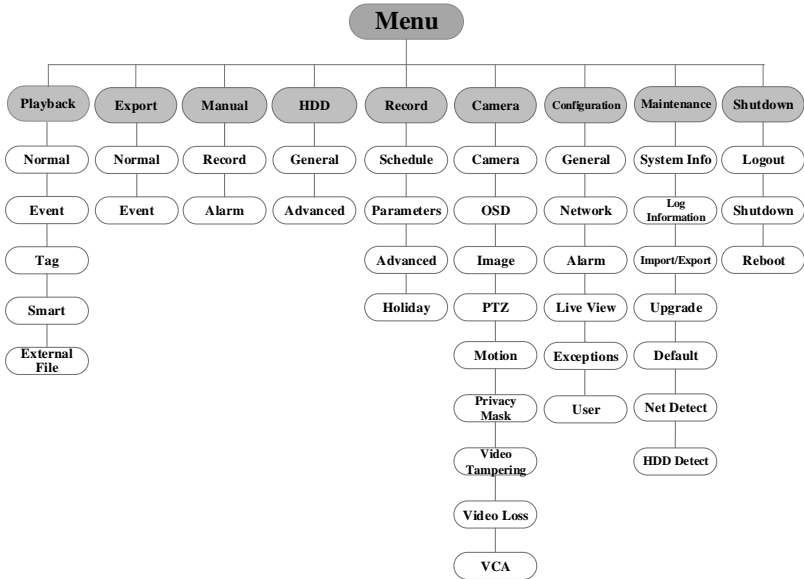 Menu
Playback
Export
Manual
HDD
Record
Camera
Configuration
Maintenance
Shutdown
Normal
Normal
Record
General
Schedule
Camera
General
System Info
Logout
Event
Event
Alarm
Advanced
Parameters
OSD
Network
Log
Information
Shutdown
Tag
Advanced
Image
Alarm
Import/Export
Reboot
Smart
Holiday
PTZ
Live View
Upgrade
External
File
Motion
Exceptions
Default
Privacy
Mask
User
Net Detect
Video
Tampering
HDD Detect
Video Loss
VCA